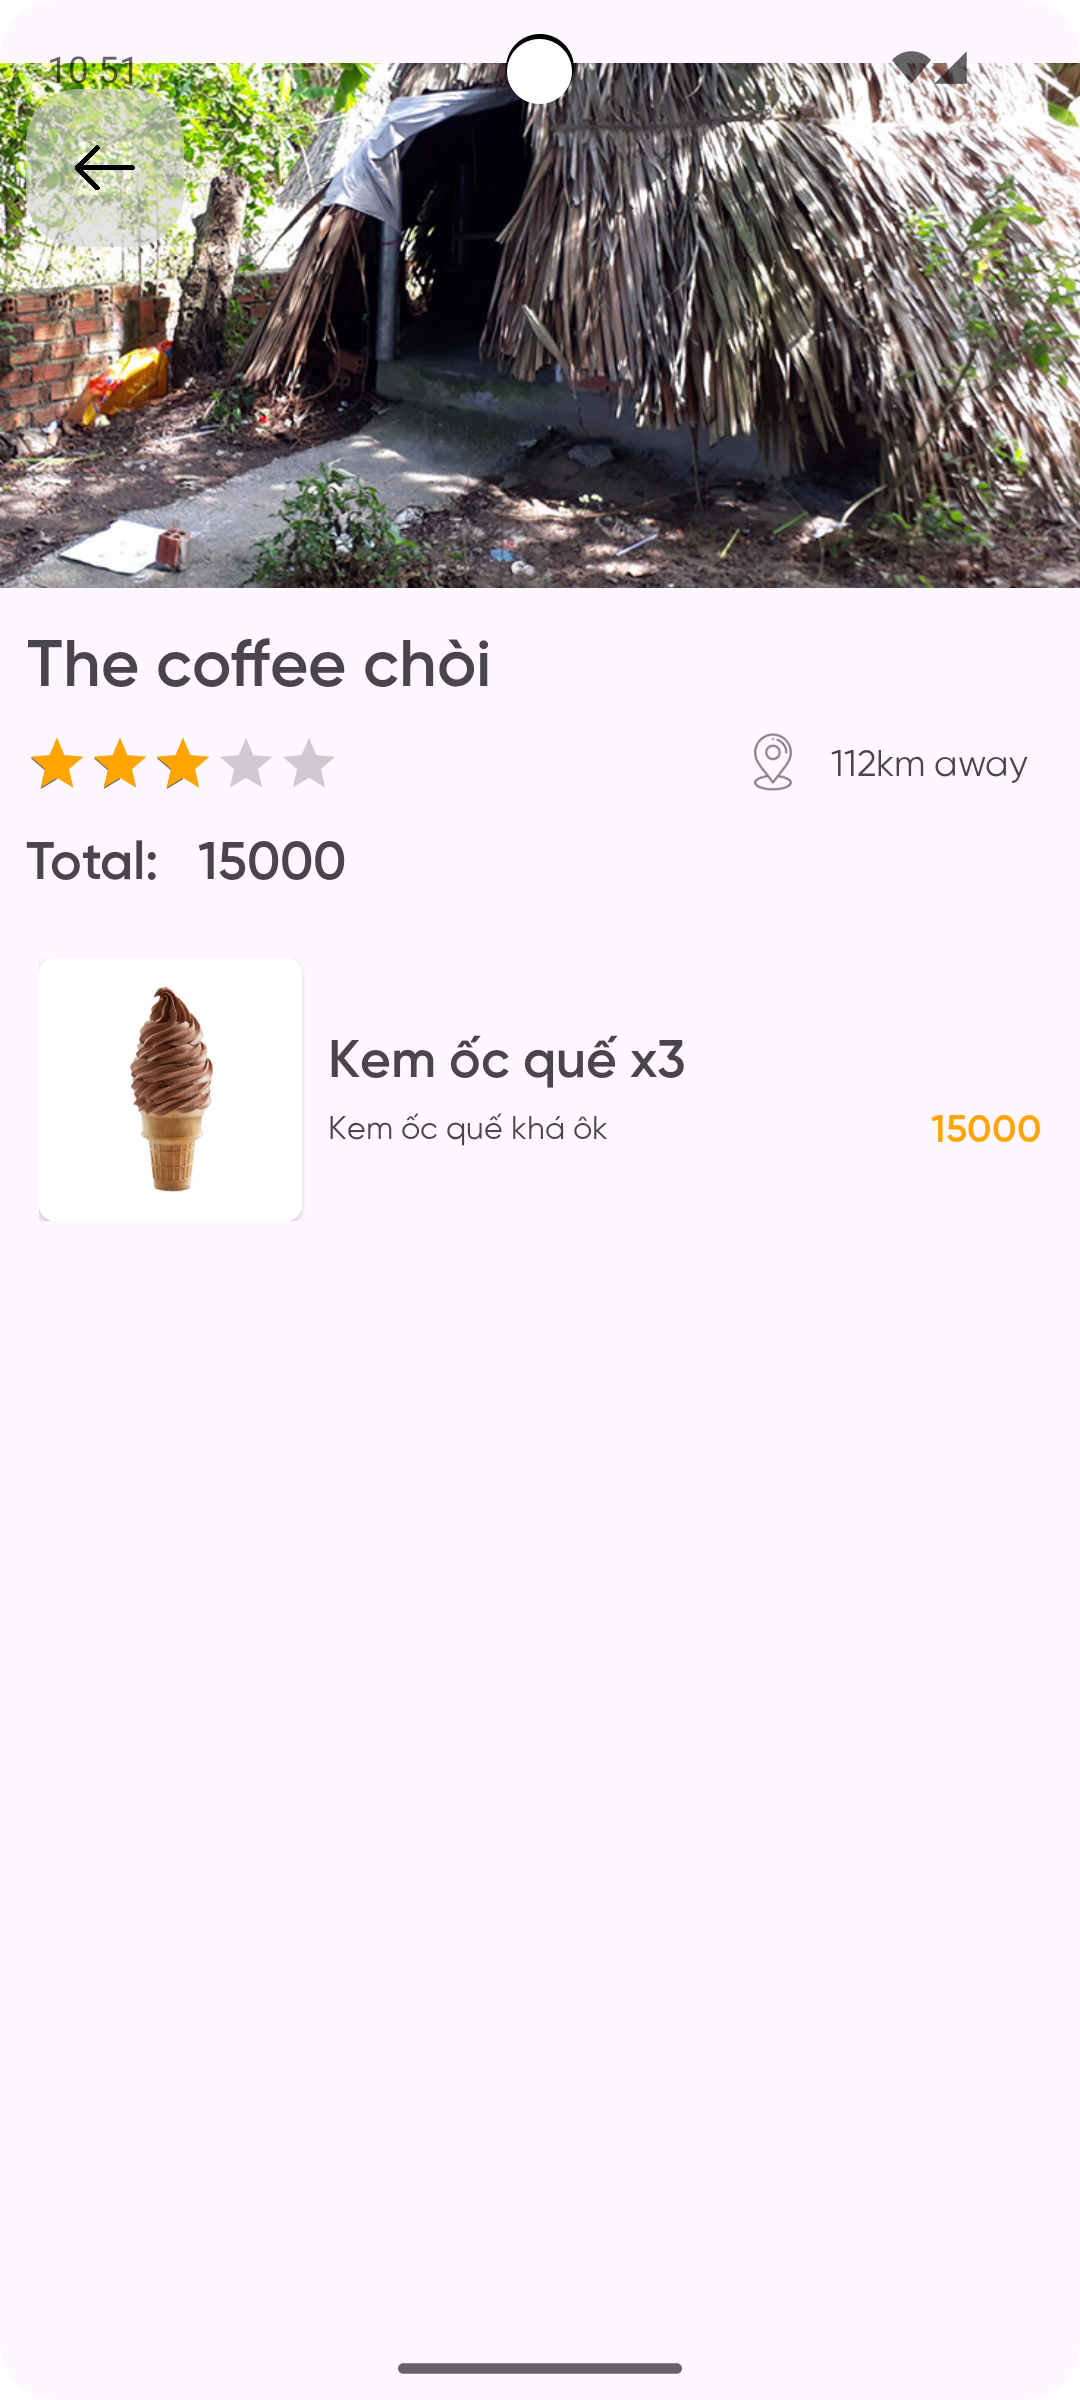 10:51
The coffee chòi
112km away
Total: 15000
Kem ốc quế x3
Kem ốc quế khá ôk
15000